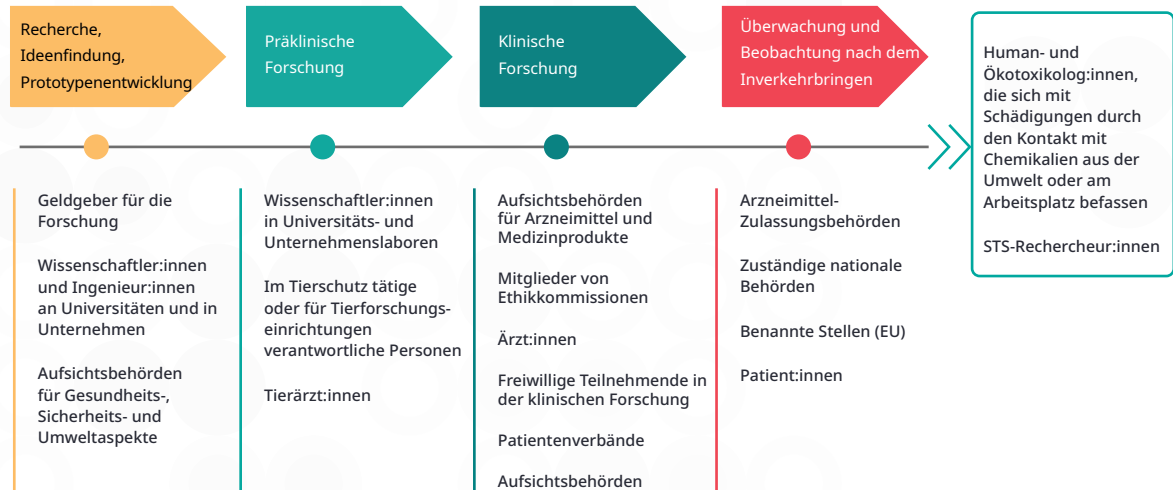 Recherche,
Ideenfindung,
Prototypenentwicklung
Präklinische
Forschung
Klinische
Forschung
Überwachung und
Beobachtung nach dem
Inverkehrbringen
Human- und
Ökotoxikolog:innen,
die sich mit
Schädigungen durch
den Kontakt mit
Chemikalien aus der
Umwelt oder am
Arbeitsplatz befassen
STS-Rechercheur:innen
Geldgeber für die
Forschung
Wissenschaftler:innen
und Ingenieur:innen
an Universitäten und in
Unternehmen
Aufsichtsbehörden
für Gesundheits-,
Sicherheits- und
Umweltaspekte
Wissenschaftler:innen
in Universitäts- und
Unternehmenslaboren
Im Tierschutz tätige
oder für Tierforschungs-
einrichtungen
verantwortliche Personen
Tierärzt:innen
Aufsichtsbehörden
für Arzneimittel und
Medizinprodukte
Mitglieder von
Ethikkommissionen
Ärzt:innen
Freiwillige Teilnehmende in
der klinischen Forschung
Patientenverbände
Aufsichtsbehörden
Arzneimittel-
Zulassungsbehörden
Zuständige nationale
Behörden
Benannte Stellen (EU)
Patient:innen